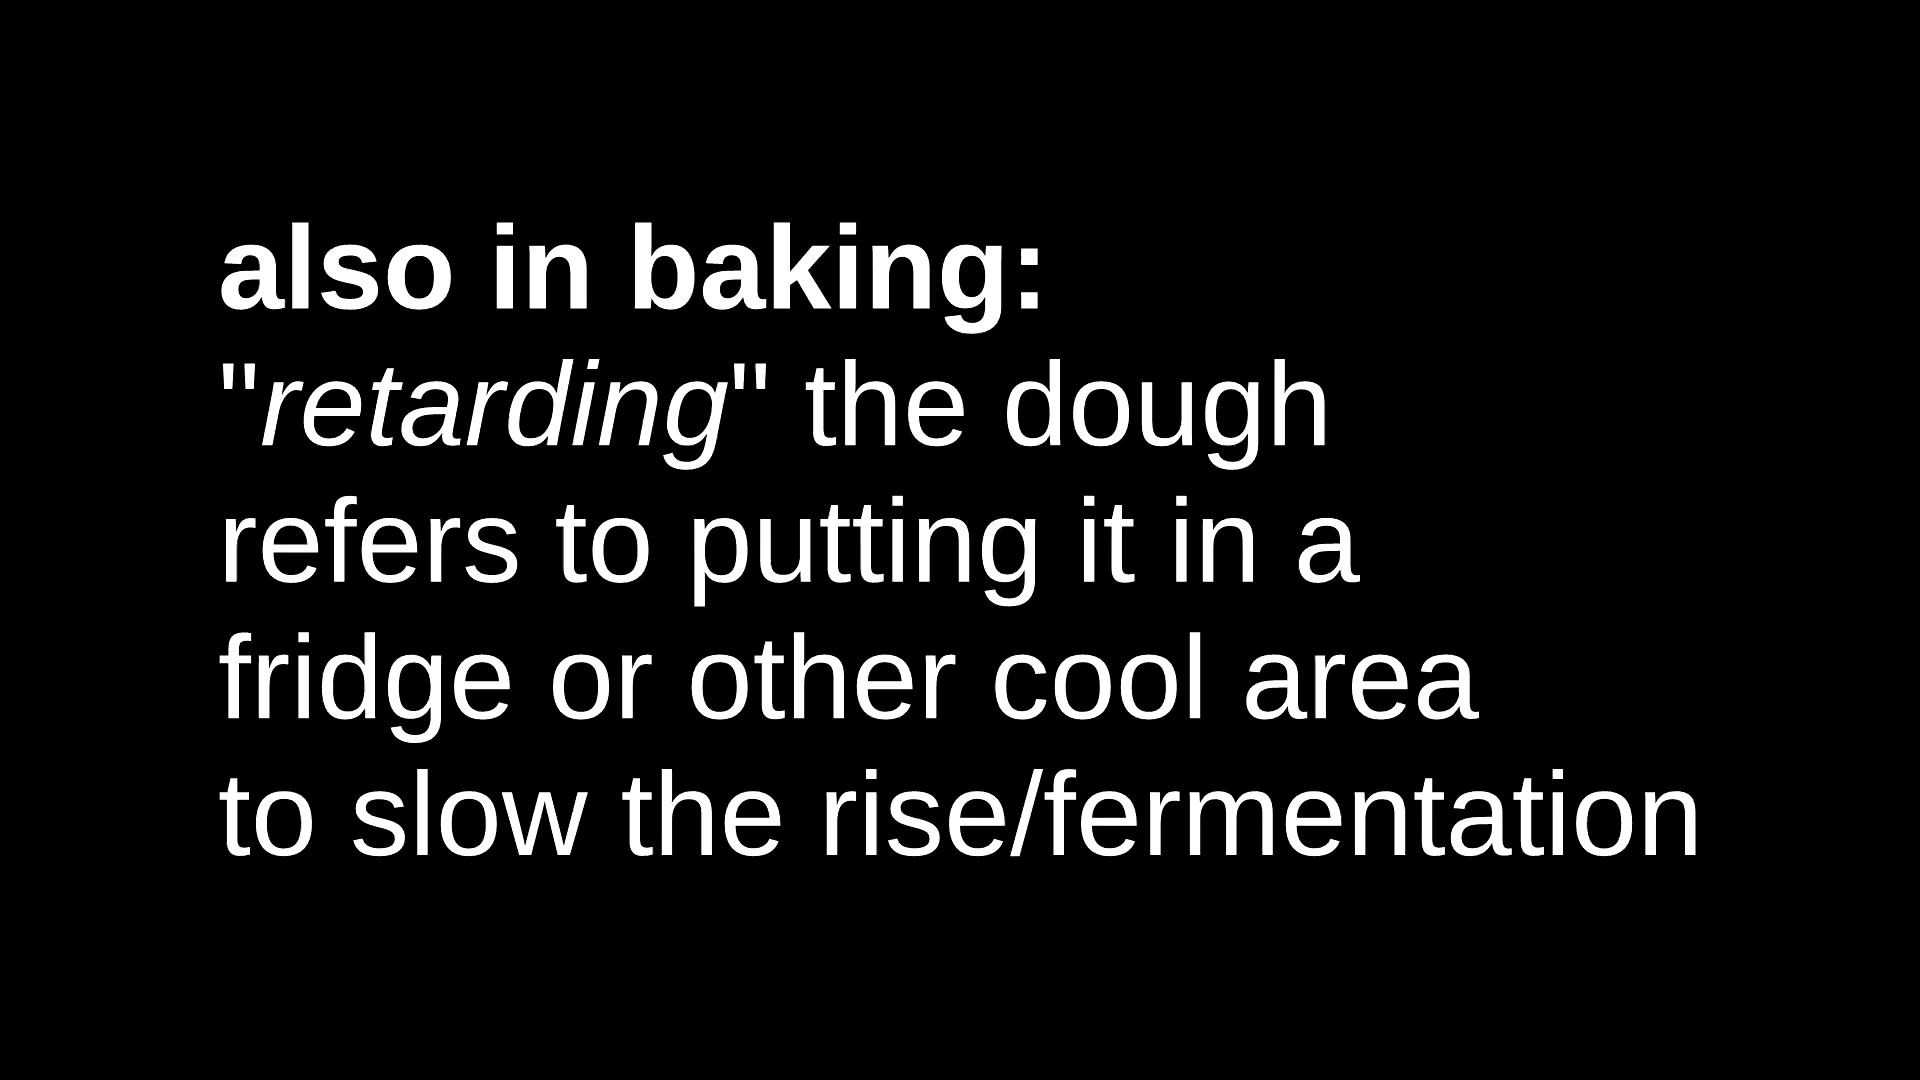 also in baking:
"retarding" the dough
refers to putting it in a
fridge or other cool area
to slow the rise/fermentation